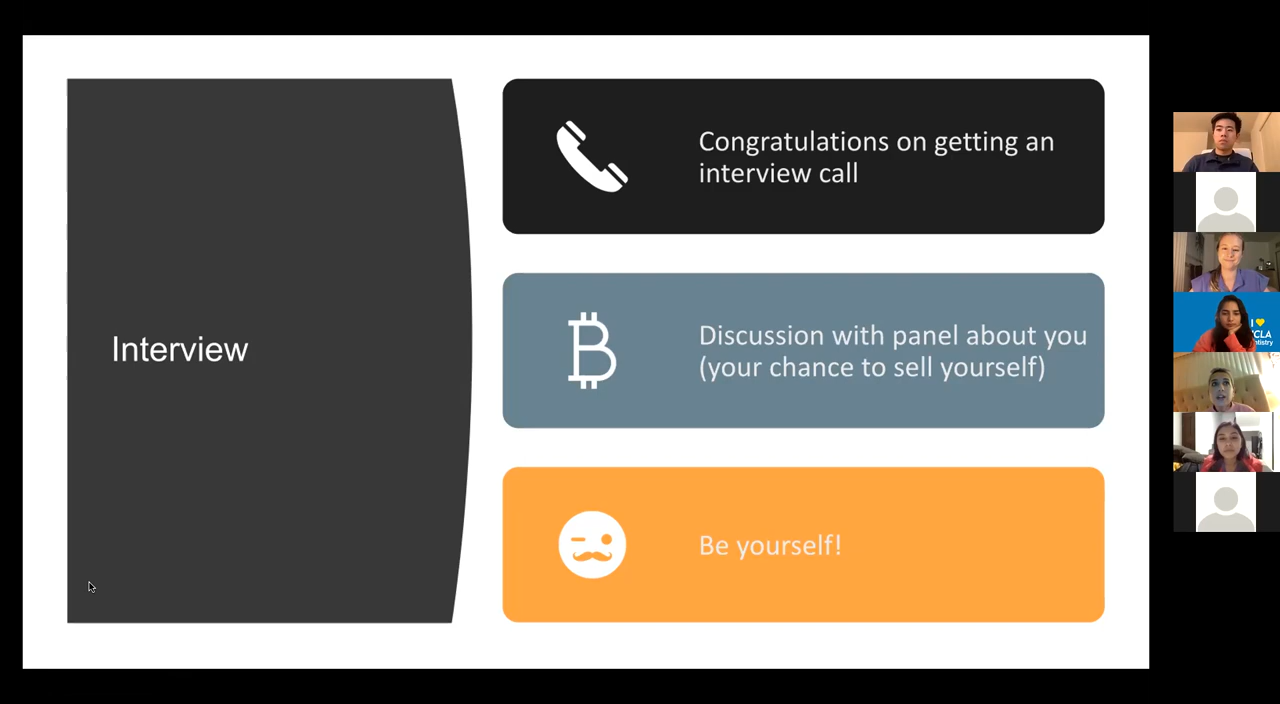 Interview
Congratulations on getting an
interview call
Discussion with panel about you
(your chance to sell yourself)
Be yourself!